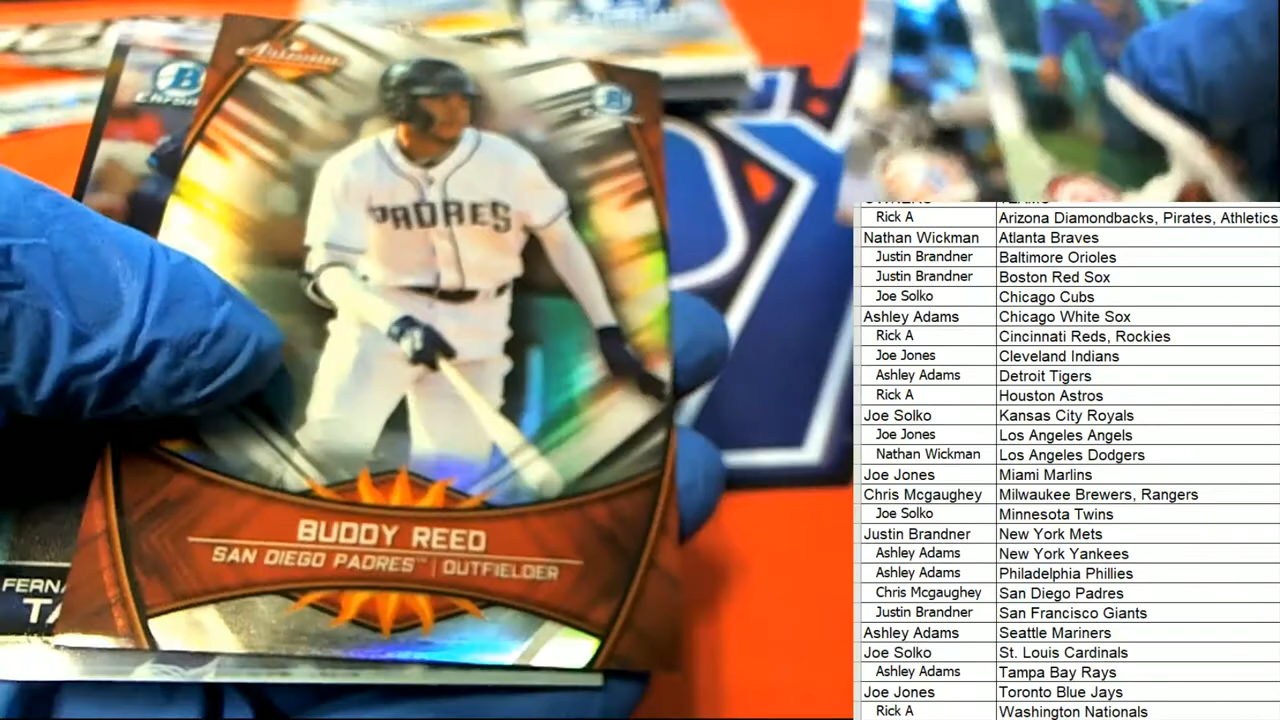 Autumn
B
CHROME
B
PADRES
BUDDY REED
SAN DIEGO PADRES™ | OUTFIELDER
FERNA
TA
Rick A Arizona Diamondbacks, Pirates, Athletics
Nathan Wickman Atlanta Braves
Justin Brandner Baltimore Orioles
Justin Brandner Boston Red Sox
Joe Solko Chicago Cubs
Ashley Adams Chicago White Sox
Rick A Cincinnati Reds, Rockies
Joe Jones Cleveland Indians
Ashley Adams Detroit Tigers
Rick A Houston Astros
Joe Solko Kansas City Royals
Joe Jones Los Angeles Angels
Nathan Wickman Los Angeles Dodgers
Joe Jones Miami Marlins
Chris Mcgaughey Milwaukee Brewers, Rangers
Joe Solko Minnesota Twins
Justin Brandner New York Mets
Ashley Adams New York Yankees
Ashley Adams Philadelphia Phillies
Chris Mcgaughey San Diego Padres
Justin Brandner San Francisco Giants
Ashley Adams Seattle Mariners
Joe Solko St. Louis Cardinals
Ashley Adams Tampa Bay Rays
Joe Jones Toronto Blue Jays
Rick A Washington Nationals